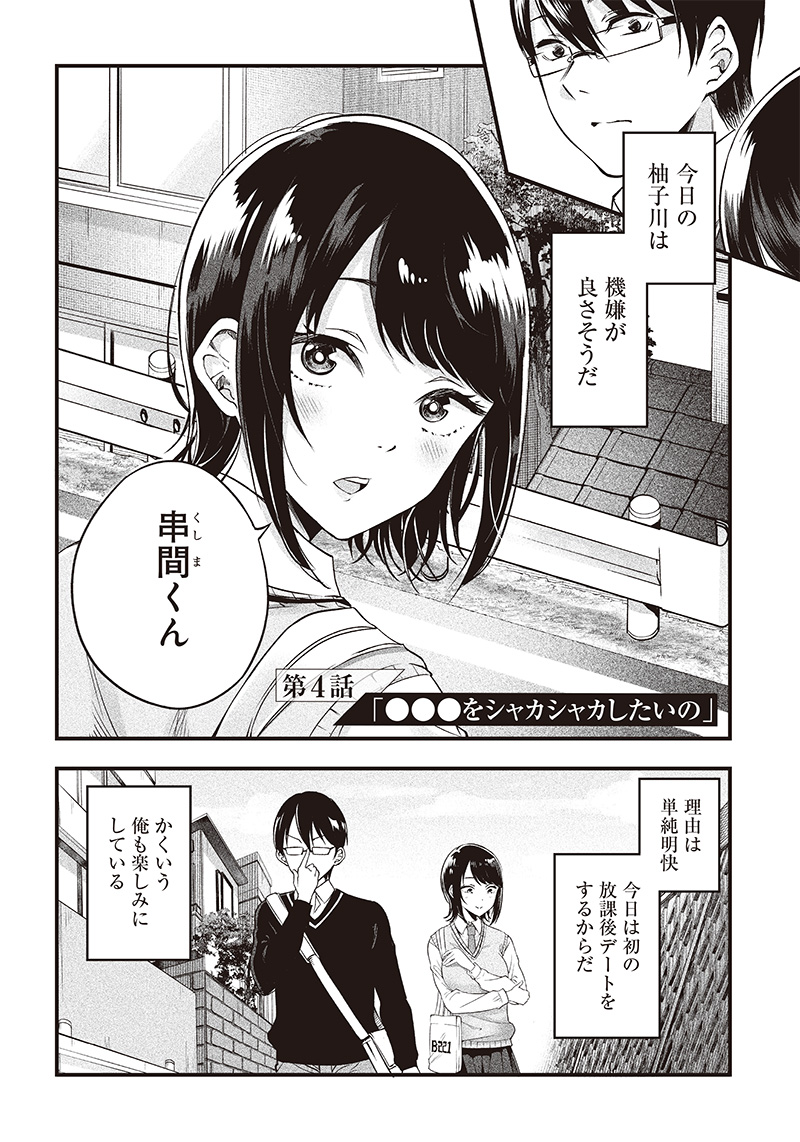 今日の
柚子川は
機嫌が
良さそうだ
串間くん
くしま
第4話
「●●●をシャカシャカしたいの」
理由は
単純明快
今日は初の
放課後デートを
するからだ
かくいう
俺も楽しみに
している
B221